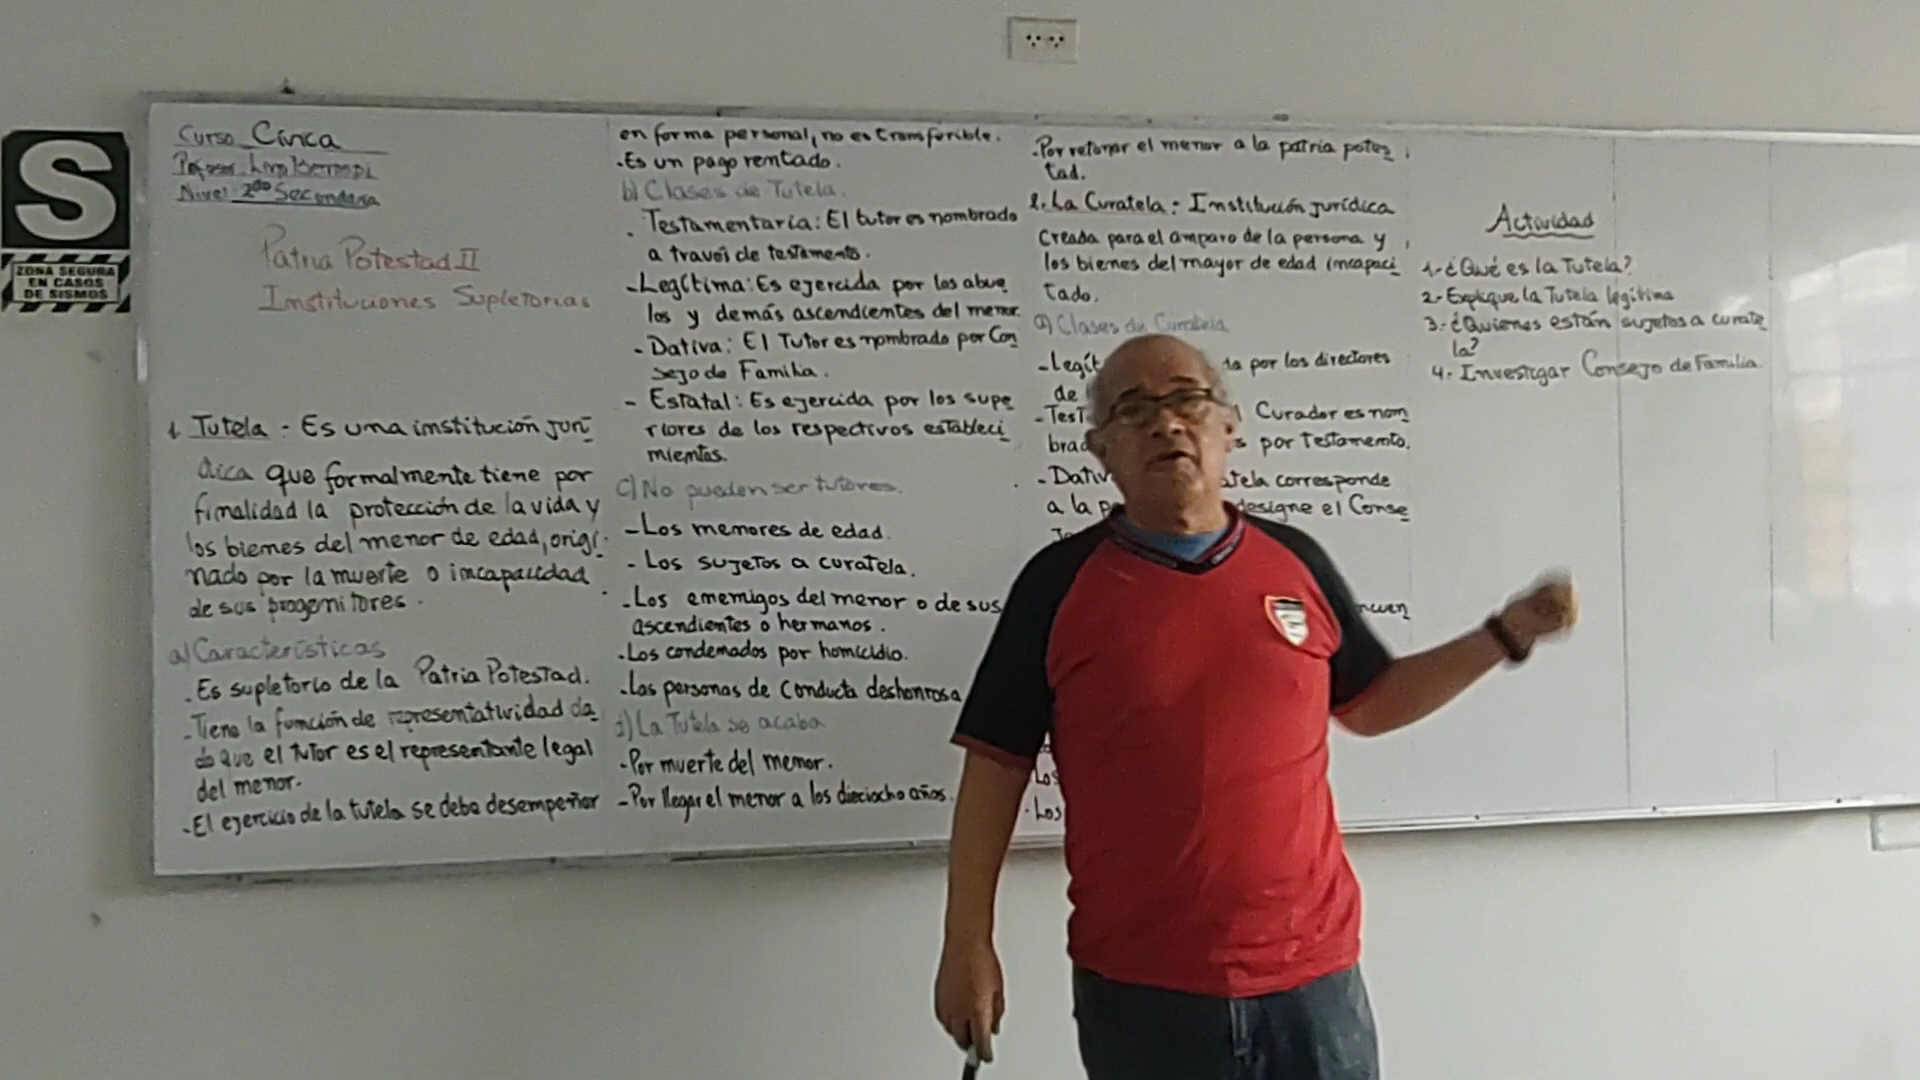 S
ZONA SEGURA
EN CASOS
DE SISMOS
Curso Cívica
Nivel 2do Secundaria
Patria Potestad II
Instituciones Supletorias
1. Tutela - Es una institución jurí
dica que formalmente tiene por
finalidad la protección de la vida y
los bienes del menor de edad, origi
nado por la muerte o incapacidad
de sus progenitores.
a) Características
. Es supletorio de la Patria Potestad.
- Tiene la función de representatividad da
do que el tutor es el representante legal
del menor.
- El ejercicio de la tutela se debe desempeñar
en forma personal, no es transferible.
. Es un pago rentado.
b) Clases de Tutela.
. Testamentaria: El tutor es nombrado
a través de testamento.
- Legítima: Es ejercida por los abue
los y demás ascendientes del menor.
- Dativa: El Tutor es nombrado por Con
sejo de Familia.
- Estatal: Es ejercida por los supe
riores de los respectivos estableci
mientos.
c) No pueden ser tutores.
- Los menores de edad.
- Los sujetos a curatela.
- Los enemigos del menor o de sus
ascendientes o hermanos.
. Los condenados por homicidio.
. Las personas de conducta deshonrosa
d) La Tutela se acaba
- Por muerte del menor.
- Por llegar el menor a los dieciocho años.
. Por retomar el menor a la patria potes
tad.
2. La Curatela: Institución jurídica
creada para el amparo de la persona y
los bienes del mayor de edad incapaci
tado.
a) Clases de Curatela
- Legít por los directores
de
- Test Curador es nom
brad por testamento.
- Dativ corresponde
a la designe el Conse
Los
. Los
Actividad
1- ¿Qué es la Tutela?
2- Explique la Tutela legítima
3- ¿Quienes están sujetos a curate
la?
4- Investigar Consejo de Familia.